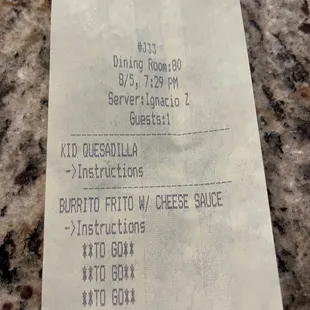 #JJJ
Dining Room:80
8/5, 7:29 PM
Server:Ignacio Z
Guests:1
KID QUESADILLA
->Instructions
BURRITO FRITO W/ CHEESE SAUCE
->Instructions
**TO GO**
**TO GO**
**TO GO**